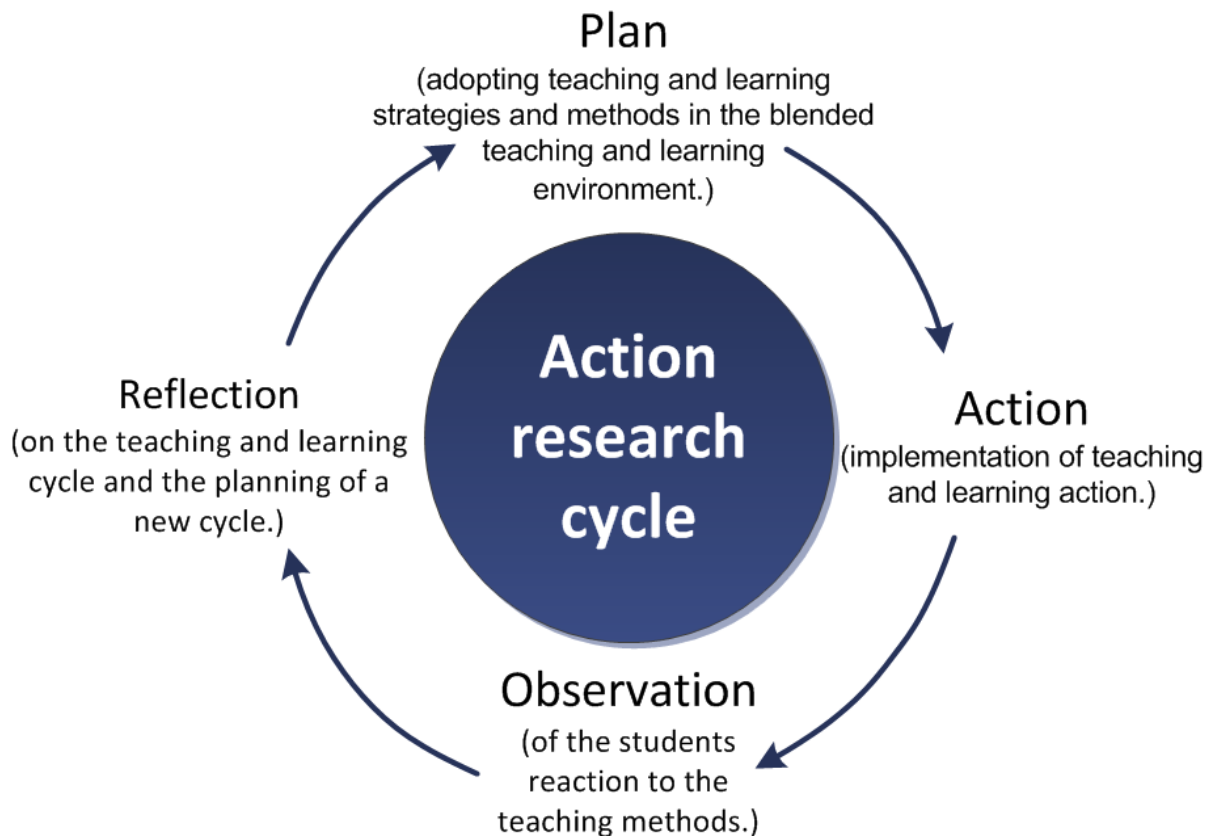 Plan
(adopting teaching and learning
strategies and methods in the blended
teaching and learning
environment.)
Action
research
cycle
Action
(implementation of teaching
and learning action.)
Observation
(of the students
reaction to the
teaching methods.)
Reflection
(on the teaching and learning
cycle and the planning of a
new cycle.)